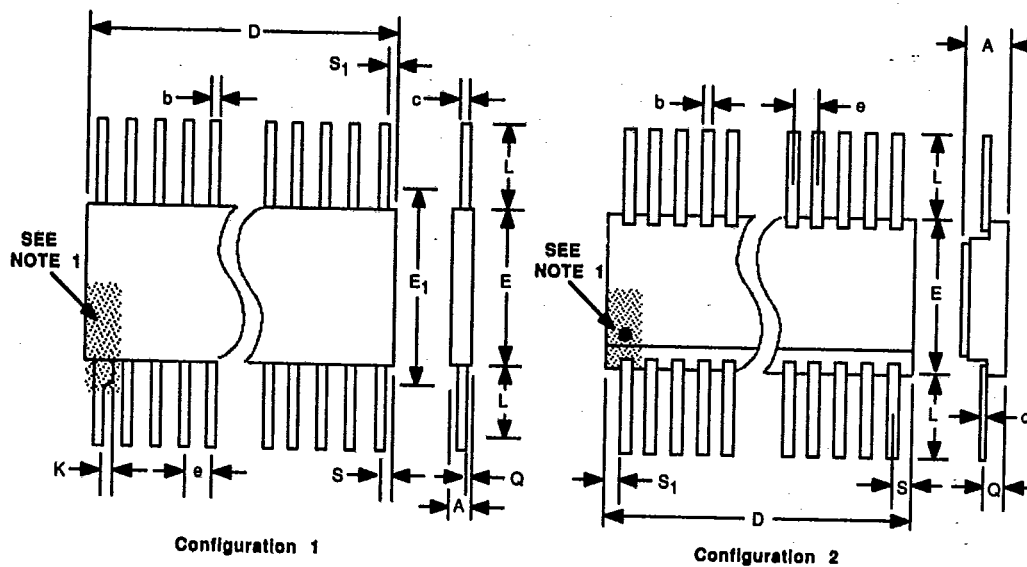 D
S1
b
c
L
SEE
NOTE 1
E1
E
L
K
e
S
Q
A
Configuration 1
A
b
e
L
SEE
NOTE 1
E
L
c
S1
S
Q
D
Configuration 2